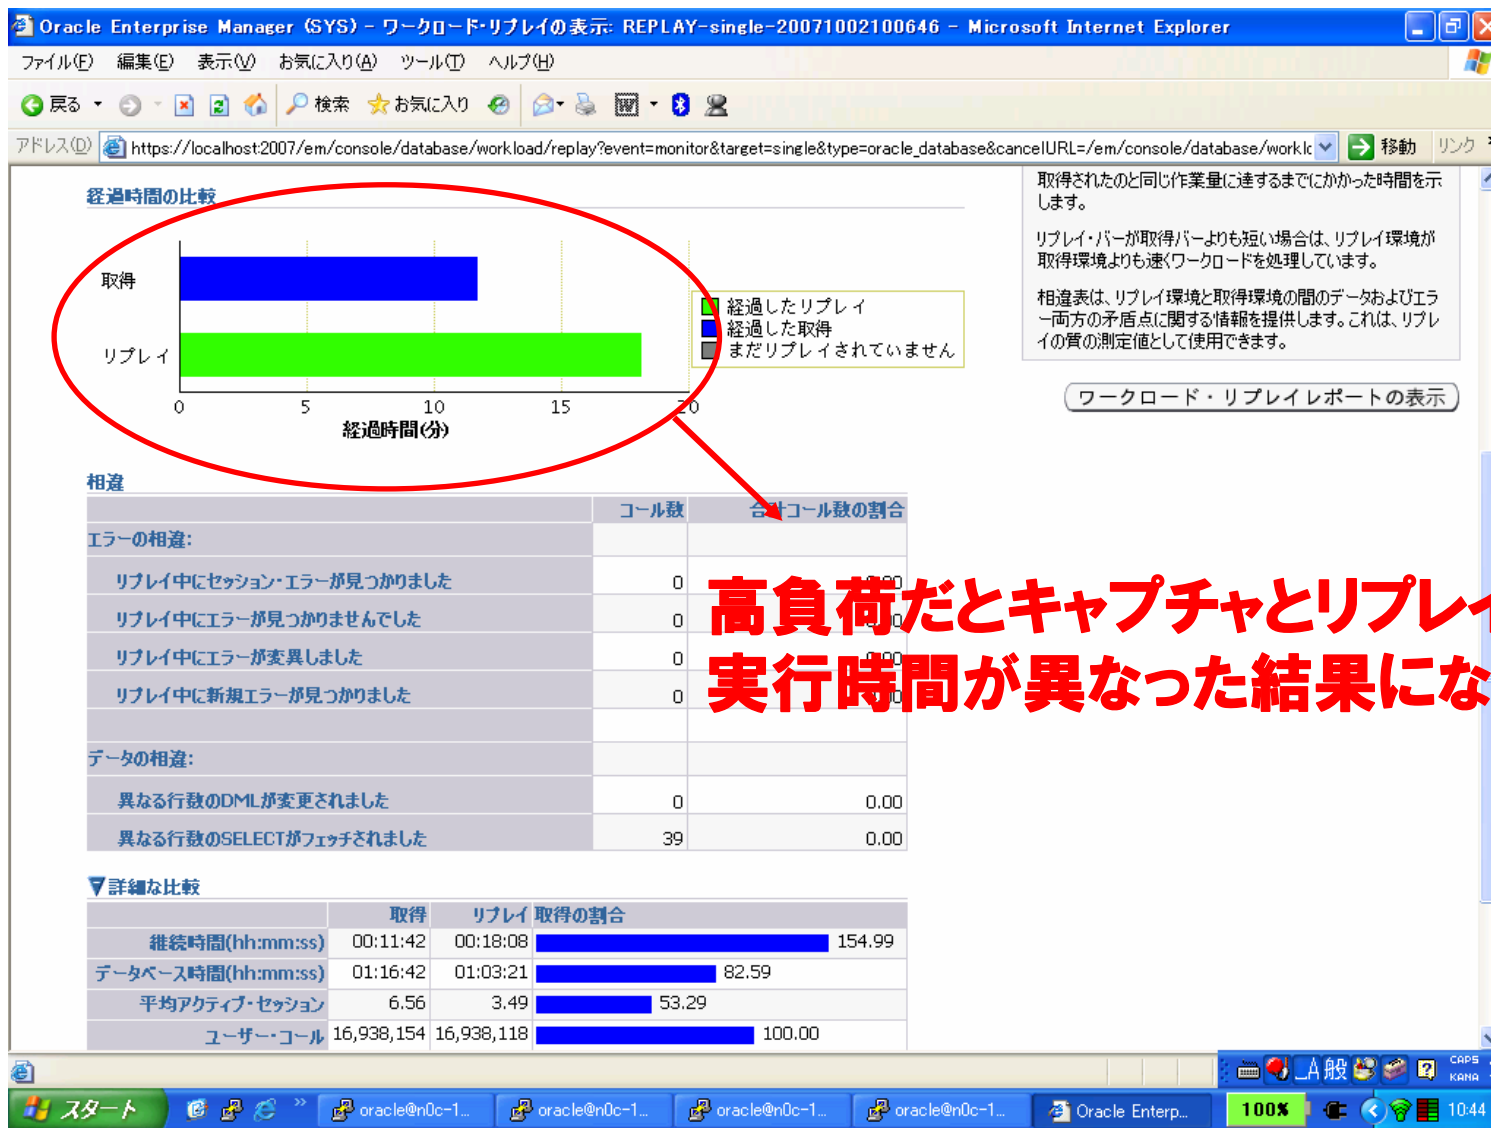 Oracle Enterprise Manager (SYS) - ワークロード・リプレイの表示: REPLAY-single-20071002100646 - Microsoft Internet Explorer
ファイル(F) 編集(E) 表示(V) お気に入り(A) ツール(T) ヘルプ(H)
戻る 検索 お気に入り
アドレス(D) https://localhost:2007/em/console/database/workload/replay?event=monitor&target=single&type=oracle_database&cancelURL=/em/console/database/worklc 移動 リンク
取得されたのと同じ作業量に達するまでにかかった時間を示
します。
リプレイ・バーが取得バーよりも短い場合は、リプレイ環境が
取得環境よりも速くワークロードを処理しています。
相違表は、リプレイ環境と取得環境の間のデータおよびエラ
ー両方の矛盾点に関する情報を提供します。これは、リプレ
イの質の測定値として使用できます。
ワークロード・リプレイレポートの表示
経過時間の比較
取得
リプレイ
0 5 10 15 20
経過時間(分)
経過したリプレイ
経過した取得
まだリプレイされていません
相違
コール数 合計コール数の割合
エラーの相違:
リプレイ中にセッション・エラーが見つかりました 0 0.00
リプレイ中にエラーが見つかりませんでした 0 0.00
リプレイ中にエラーが変異しました 0 0.00
リプレイ中に新規エラーが見つかりました 0 0.00
高負荷だとキャプチャとリプレイ
実行時間が異なった結果にな
データの相違:
異なる行数のDMLが変更されました 0 0.00
異なる行数のSELECTがフェッチされました 39 0.00
詳細な比較
取得 リプレイ 取得の割合
継続時間(hh:mm:ss) 00:11:42 00:18:08 154.99
データベース時間(hh:mm:ss) 01:16:42 01:03:21 82.59
平均アクティブ・セッション 6.56 3.49 53.29
ユーザー・コール 16,938,154 16,938,118 100.00
A 般 CAPS
KANA
スタート oracle@n0c-1... oracle@n0c-1... oracle@n0c-1... oracle@n0c-1... Oracle Enterp... 100% 10:44